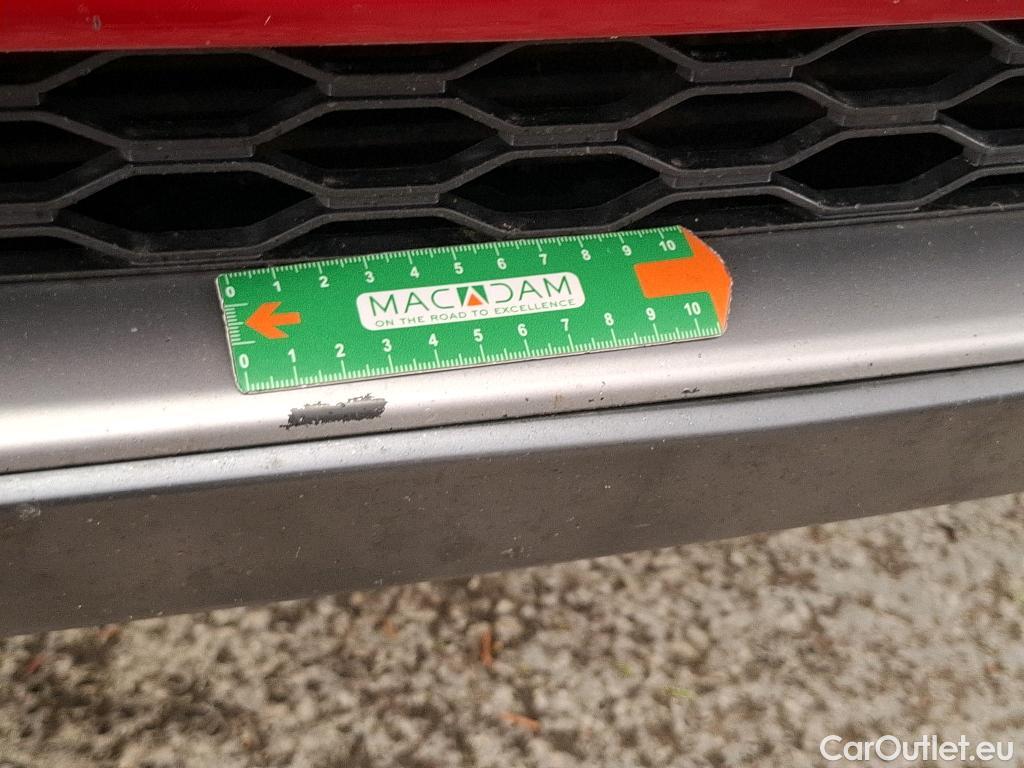 0 1 2 3 4 5 6 7 8 9 10
MACADAM
ON THE ROAD TO EXCELLENCE
0 1 2 3 4 5 6 7 8 9 10
CarOutlet.eu